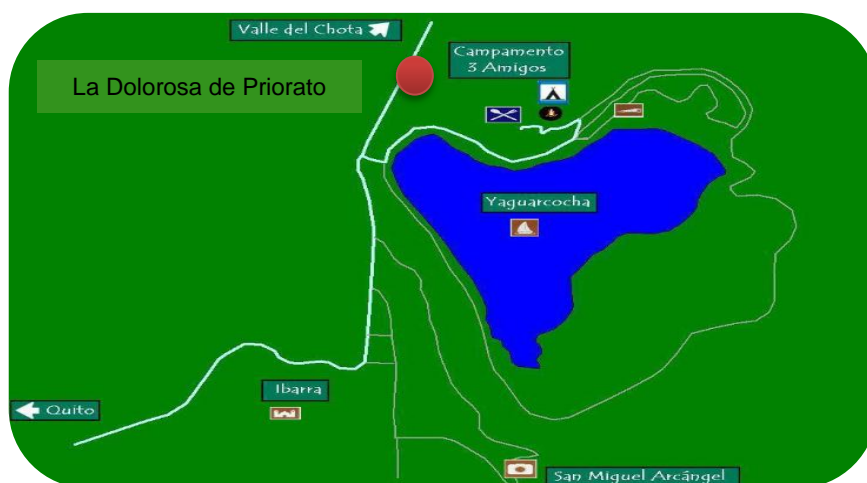 Valle del Chota
Campamento
3 Amigos
La Dolorosa de Priorato
Yaguarcocha
Ibarra
Quito
San Miguel Arcángel